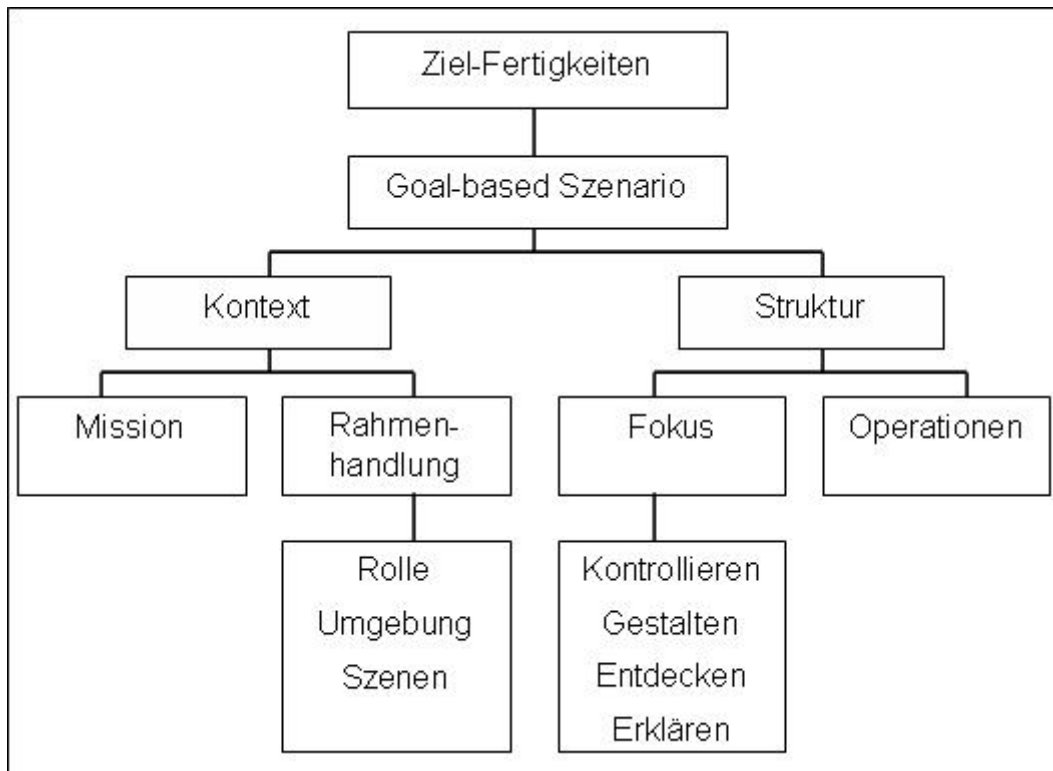 Ziel-Fertigkeiten
Goal-based Szenario
Kontext
Struktur
Mission
Rahmen-
handlung
Fokus
Operationen
Rolle
Umgebung
Szenen
Kontrollieren
Gestalten
Entdecken
Erklären